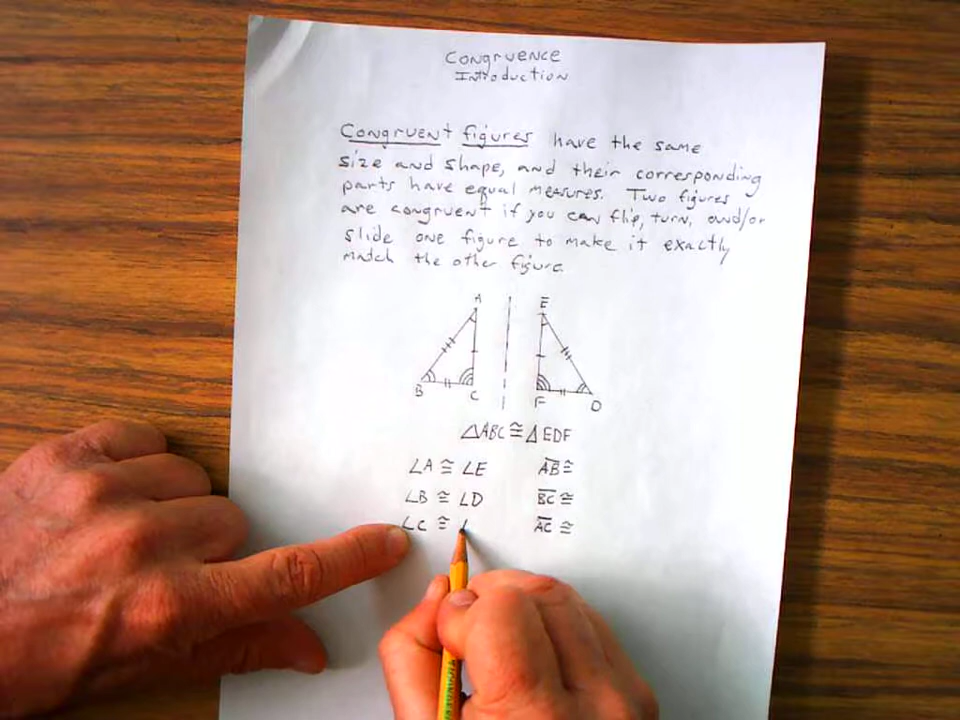 Congruence
Introduction
Congruent figures have the same
size and shape, and their corresponding
parts have equal measures. Two figures
are congruent if you can flip, turn, and/or
slide one figure to make it exactly
match the other figure.
A E
B C F D
△ABC ≅ △EDF
∠A ≅ ∠E AB ≅
∠B ≅ ∠D BC ≅
∠C ≅ ∠ AC ≅